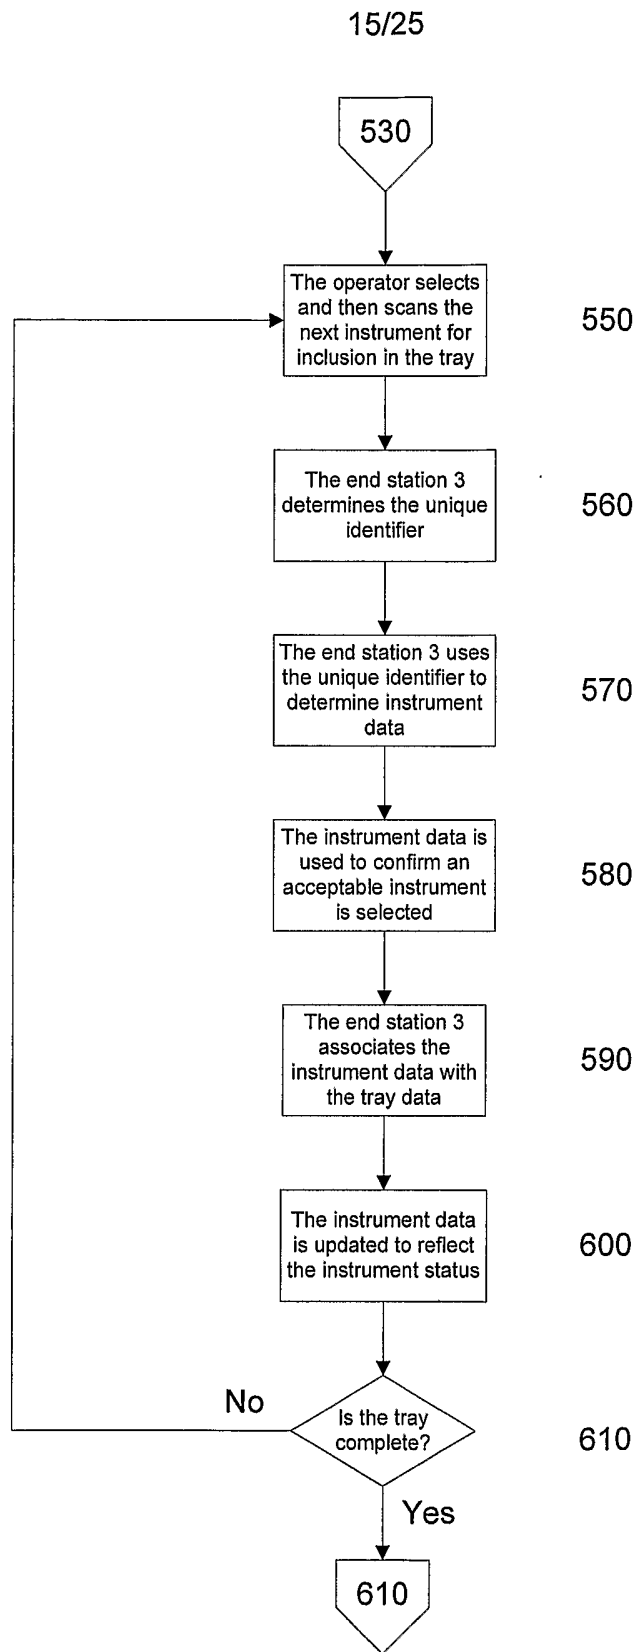 15/25
530
The operator selects
and then scans the
next instrument for
inclusion in the tray
550
The end station 3
determines the unique
identifier
560
The end station 3 uses
the unique identifier to
determine instrument
data
570
The instrument data is
used to confirm an
acceptable instrument
is selected
580
The end station 3
associates the
instrument data with
the tray data
590
The instrument data
is updated to reflect
the instrument status
600
No
Is the tray
complete?
610
Yes
610